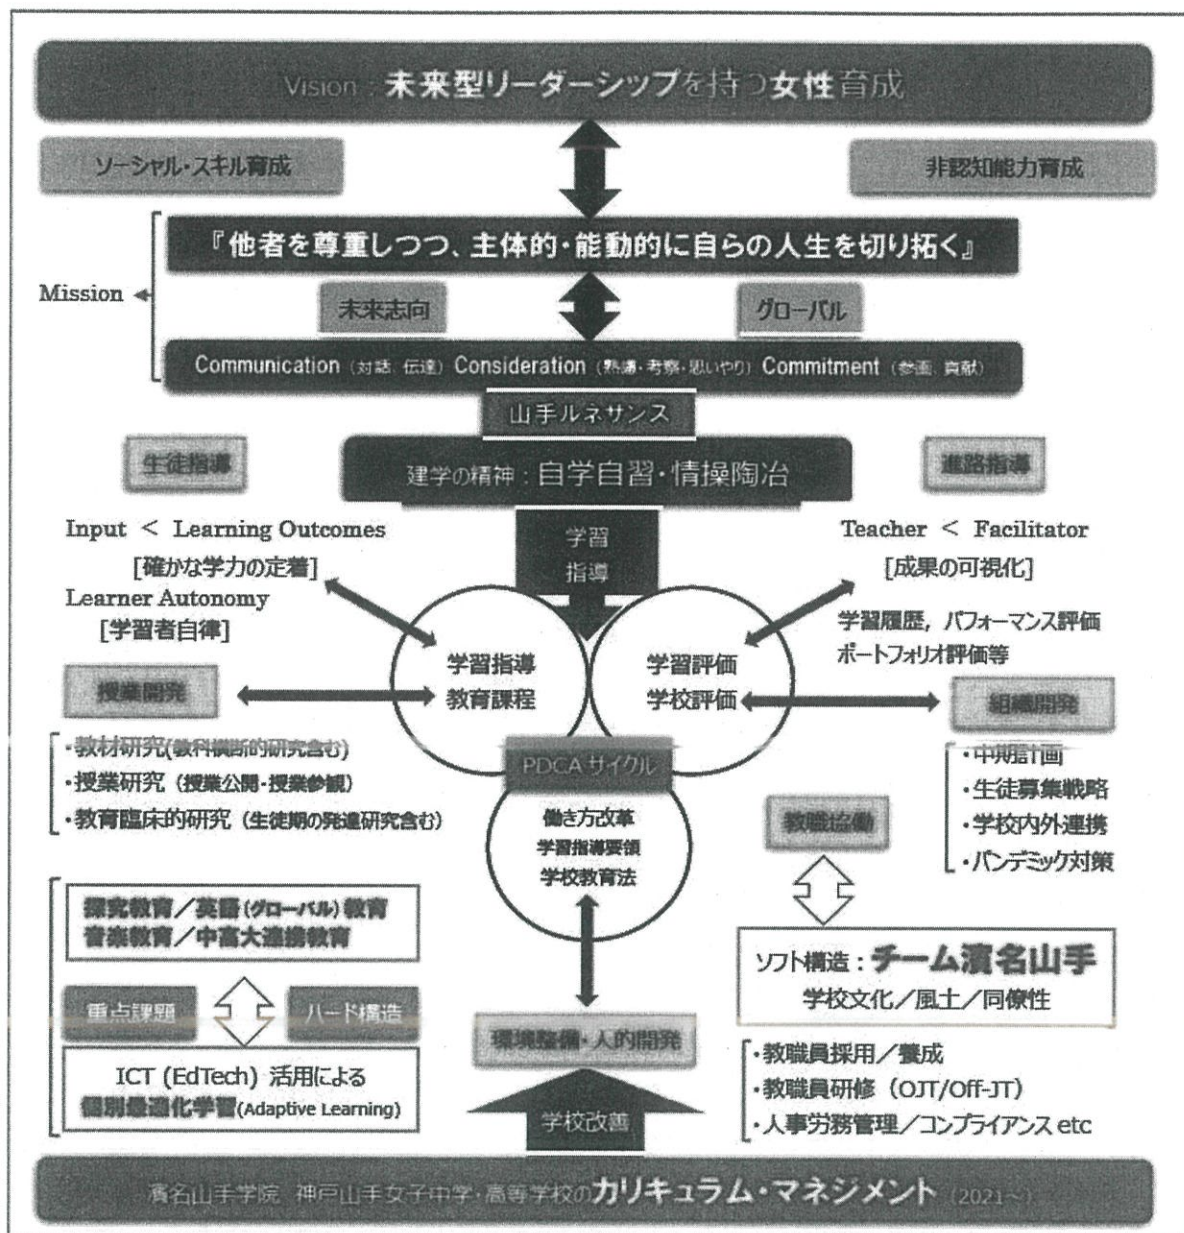 Vision：未来型リーダーシップを持つ女性育成
ソーシャル・スキル育成
非認知能力育成
『他者を尊重しつつ、主体的・能動的に自らの人生を切り拓く』
Mission
未来志向
グローバル
Communication（対話、伝達）Consideration（熟慮・考察・思いやり）Commitment（参画、貢献）
山手ルネサンス
生徒指導
建学の精神：自学自習・情操陶冶
進路指導
Input ＜ Learning Outcomes
[確かな学力の定着]
Learner Autonomy
[学習者自律]
学習
指導
Teacher ＜ Facilitator
[成果の可視化]
学習履歴，パフォーマンス評価
ポートフォリオ評価等
学習指導
教育課程
学習評価
学校評価
授業開発
組織開発
・教材研究(教科横断的研究含む)
・授業研究（授業公開・授業参観）
・教育臨床的研究（生徒期の発達研究含む）
PDCAサイクル
働き方改革
学習指導要領
学校教育法
教職協働
・中期計画
・生徒募集戦略
・学校内外連携
・パンデミック対策
探究教育／英語(グローバル)教育
音楽教育／中高大連携教育
重点課題
ハード構造
ICT (EdTech) 活用による
個別最適化学習(Adaptive Learning)
ソフト構造：チーム濱名山手
学校文化／風土／同僚性
環境整備・人的開発
・教職員採用／養成
・教職員研修（OJT/Off-JT）
・人事労務管理／コンプライアンス etc
学校改善
濱名山手学院 神戸山手女子中学・高等学校のカリキュラム・マネジメント（2021～）